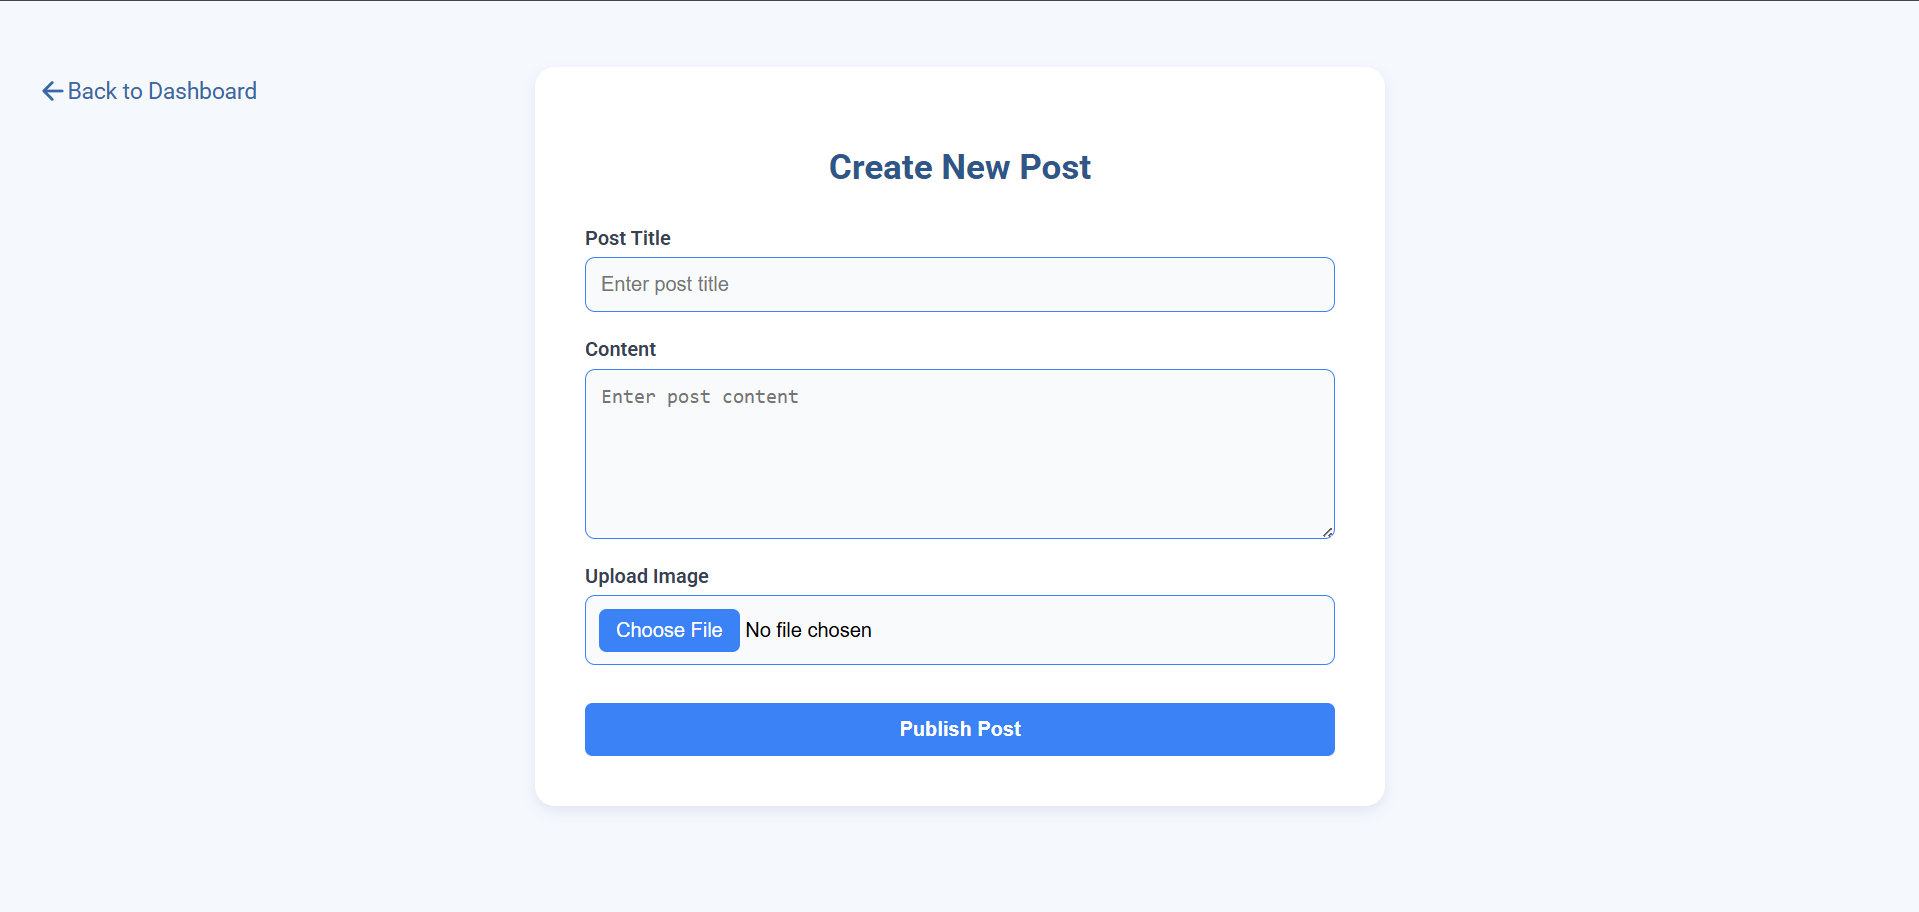 Back to Dashboard
Create New Post
Post Title
Enter post title
Content
Enter post content
Upload Image
Choose File No file chosen
Publish Post